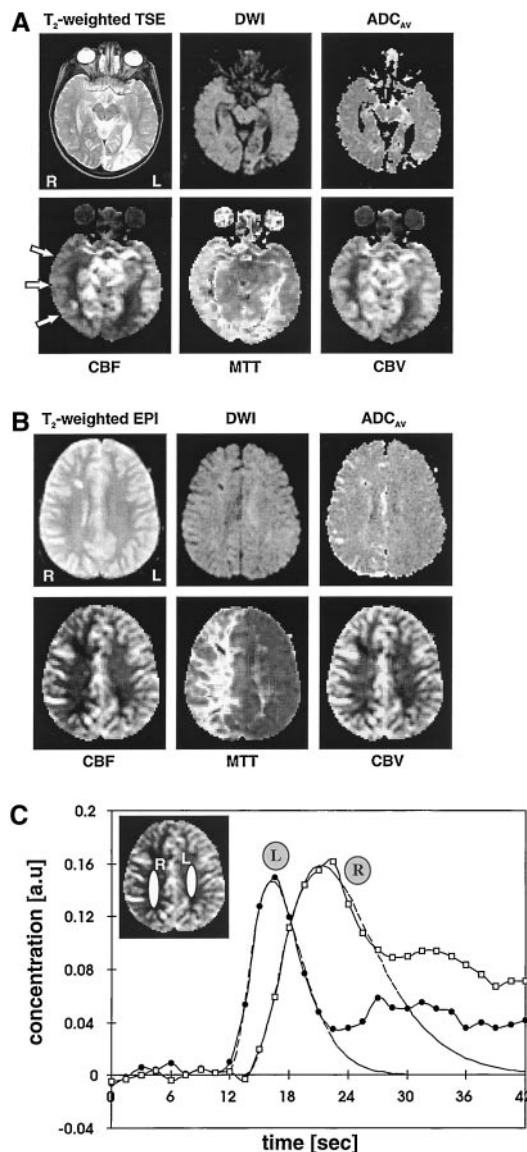 A
T2-weighted TSE DWI ADCAV
R L
CBF MTT CBV
B
T2-weighted EPI DWI ADCAV
R L
CBF MTT CBV
C
0.2
0.16
0.12
0.08
0.04
0
-0.04
concentration [a.u]
R L
L
R
0 6 12 18 24 30 36 42
time [sec]